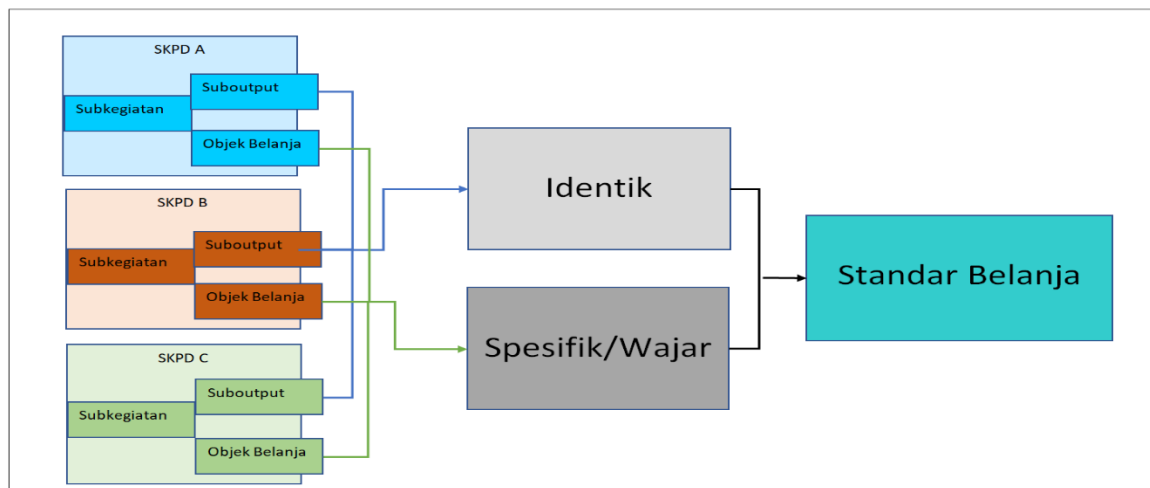 SKPD A
Suboutput
Subkegiatan
Objek Belanja
SKPD B
Suboutput
Subkegiatan
Objek Belanja
SKPD C
Suboutput
Subkegiatan
Objek Belanja
Identik
Spesifik/Wajar
Standar Belanja